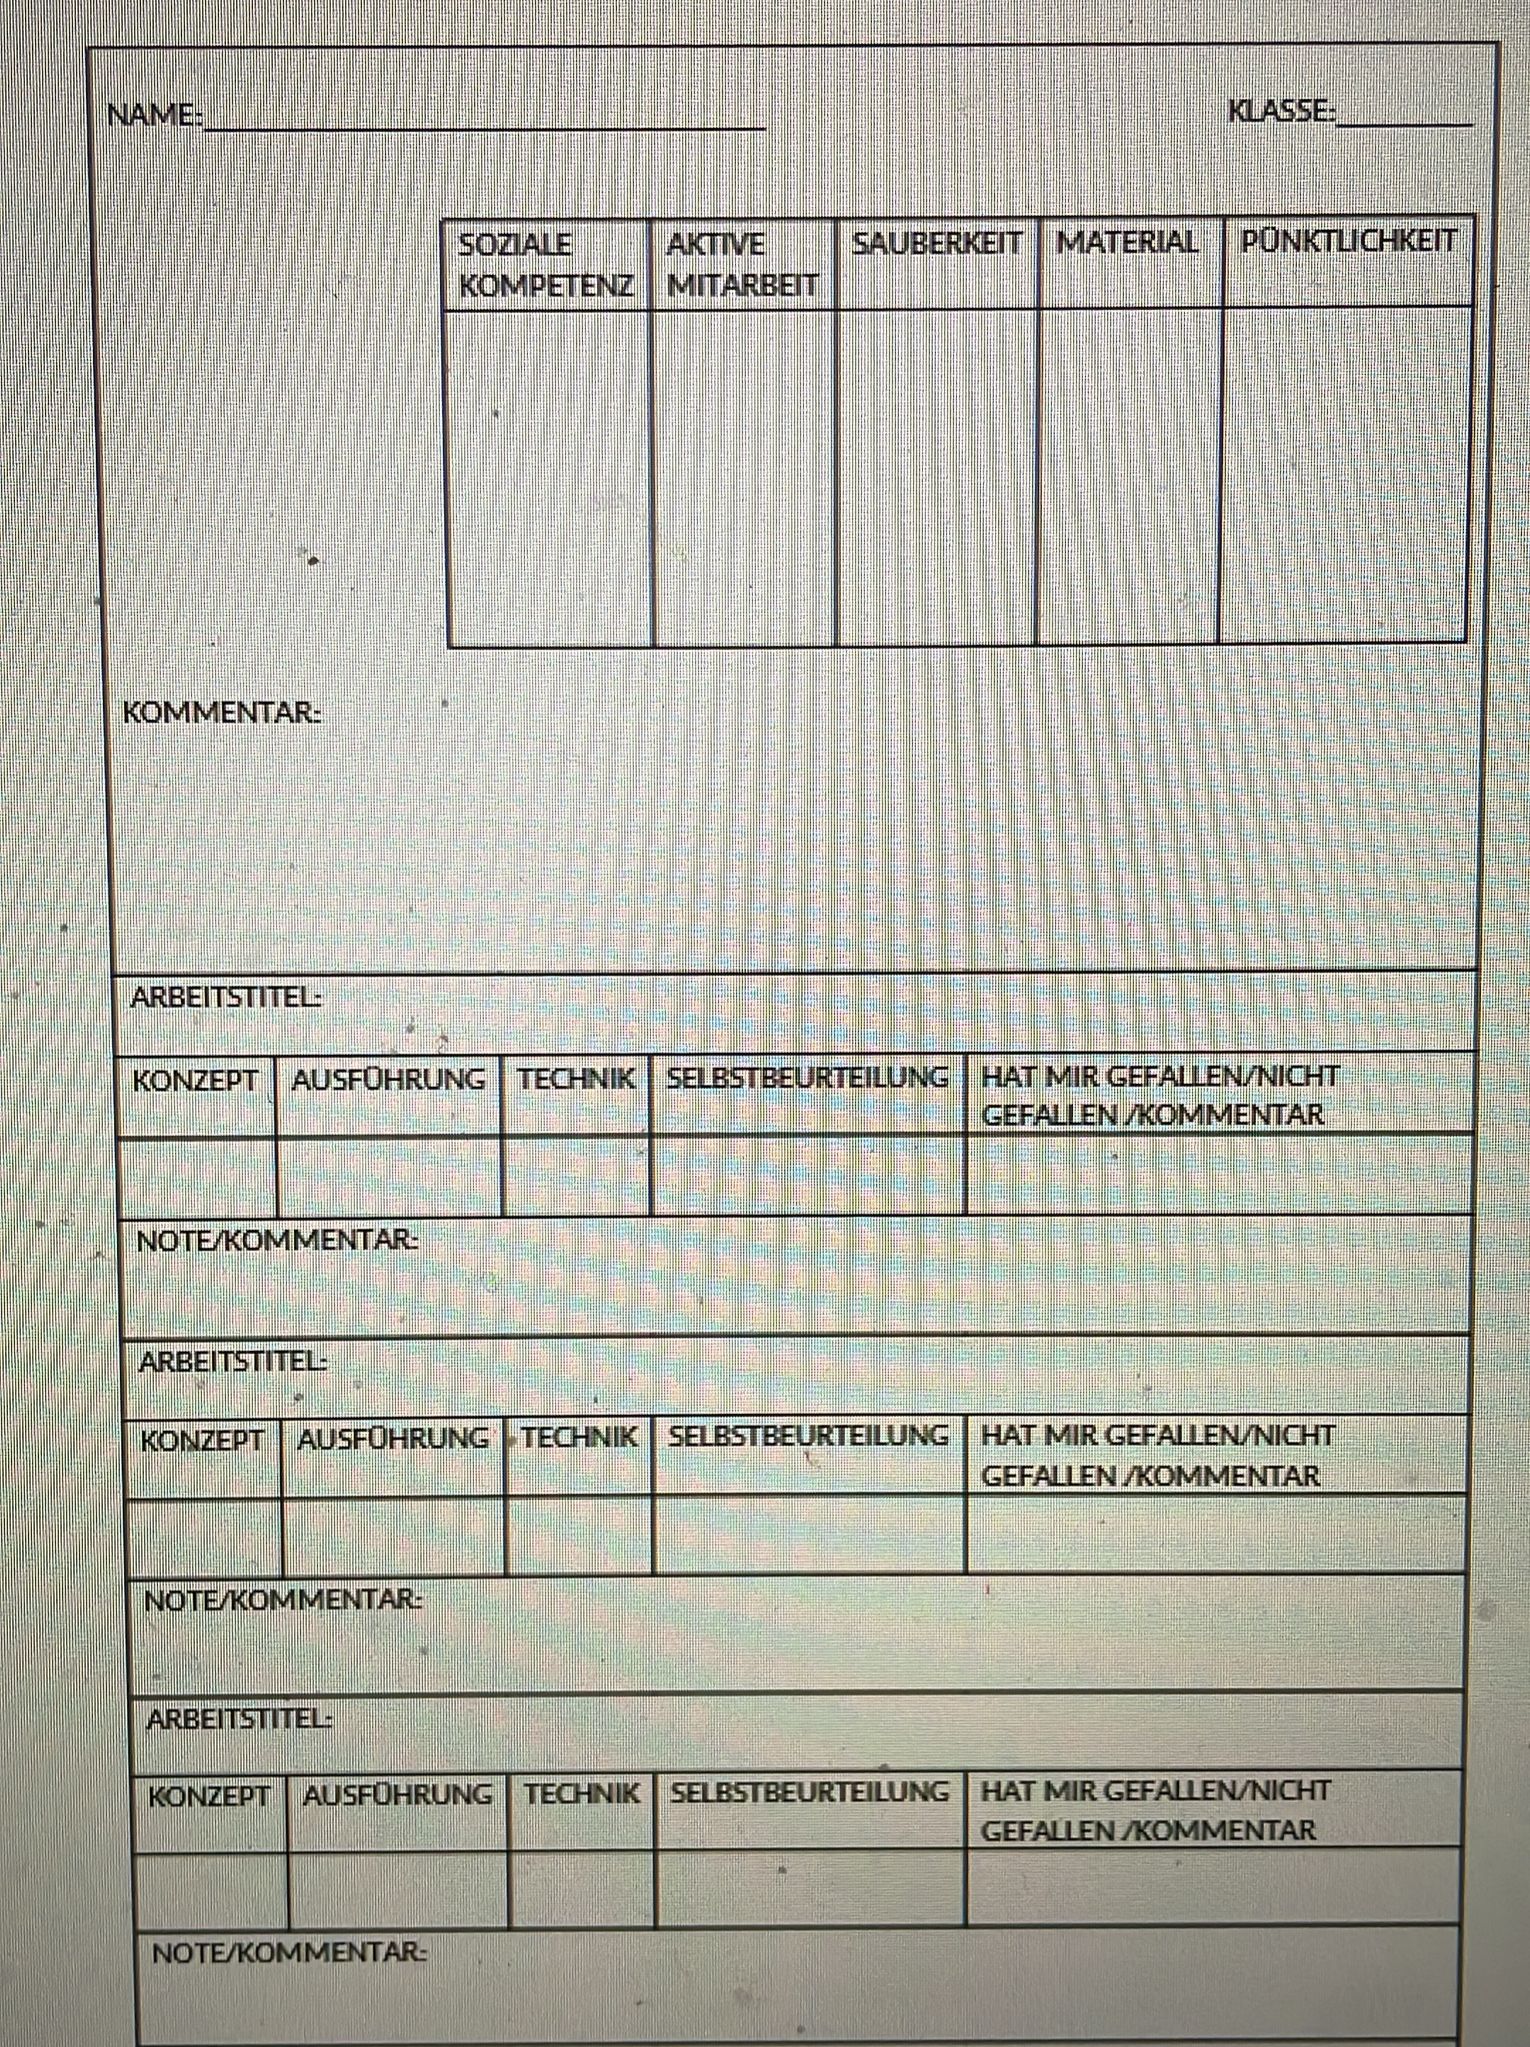 NAME: KLASSE:
SOZIALE KOMPETENZ AKTIVE MITARBEIT SAUBERKEIT MATERIAL PÜNKTLICHKEIT
KOMMENTAR:
ARBEITSTITEL:
KONZEPT AUSFÜHRUNG TECHNIK SELBSTBEURTEILUNG HAT MIR GEFALLEN/NICHT
GEFALLEN /KOMMENTAR
NOTE/KOMMENTAR:
ARBEITSTITEL:
KONZEPT AUSFÜHRUNG TECHNIK SELBSTBEURTEILUNG HAT MIR GEFALLEN/NICHT
GEFALLEN /KOMMENTAR
NOTE/KOMMENTAR:
ARBEITSTITEL:
KONZEPT AUSFÜHRUNG TECHNIK SELBSTBEURTEILUNG HAT MIR GEFALLEN/NICHT
GEFALLEN /KOMMENTAR
NOTE/KOMMENTAR: